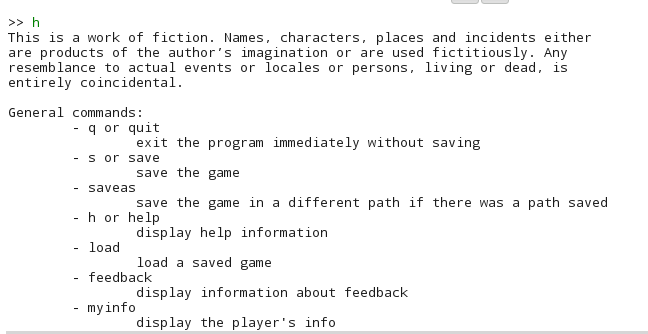 >> h
This is a work of fiction. Names, characters, places and incidents either
are products of the author’s imagination or are used fictitiously. Any
resemblance to actual events or locales or persons, living or dead, is
entirely coincidental.

General commands:
- q or quit
exit the program immediately without saving
- s or save
save the game
- saveas
save the game in a different path if there was a path saved
- h or help
display help information
- load
load a saved game
- feedback
display information about feedback
- myinfo
display the player's info